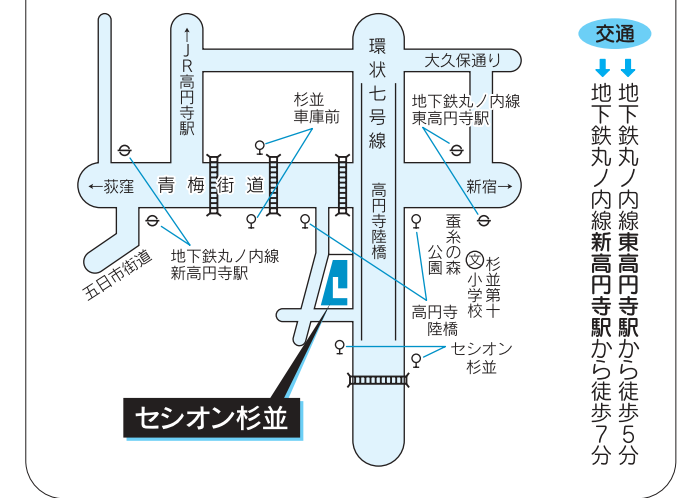 交通
地下鉄丸ノ内線東高円寺駅から徒歩5分
地下鉄丸ノ内線新高円寺駅から徒歩7分
環状七号線
大久保通り
←JR高円寺駅
杉並
車庫前
地下鉄丸ノ内線
東高円寺駅
←荻窪
青梅街道
新宿→
高円寺陸橋
五日市街道
地下鉄丸ノ内線
新高円寺駅
蚕糸の森
公園
杉並第十
文小学校
高円寺
陸橋
セシオン
杉並
セシオン杉並